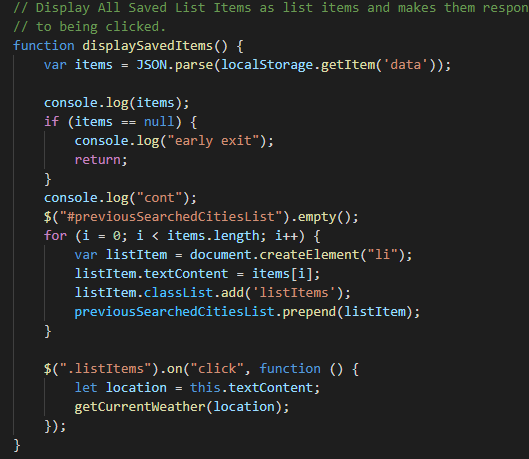 // Display All Saved List Items as list items and makes them respon
// to being clicked.
function displaySavedItems() {
    var items = JSON.parse(localStorage.getItem('data'));

    console.log(items);
    if (items == null) {
        console.log("early exit");
        return;
    }
    console.log("cont");
    $("#previousSearchedCitiesList").empty();
    for (i = 0; i < items.length; i++) {
        var listItem = document.createElement("li");
        listItem.textContent = items[i];
        listItem.classList.add('listItems');
        previousSearchedCitiesList.prepend(listItem);
    }

    $(".listItems").on("click", function () {
        let location = this.textContent;
        getCurrentWeather(location);
    });
}